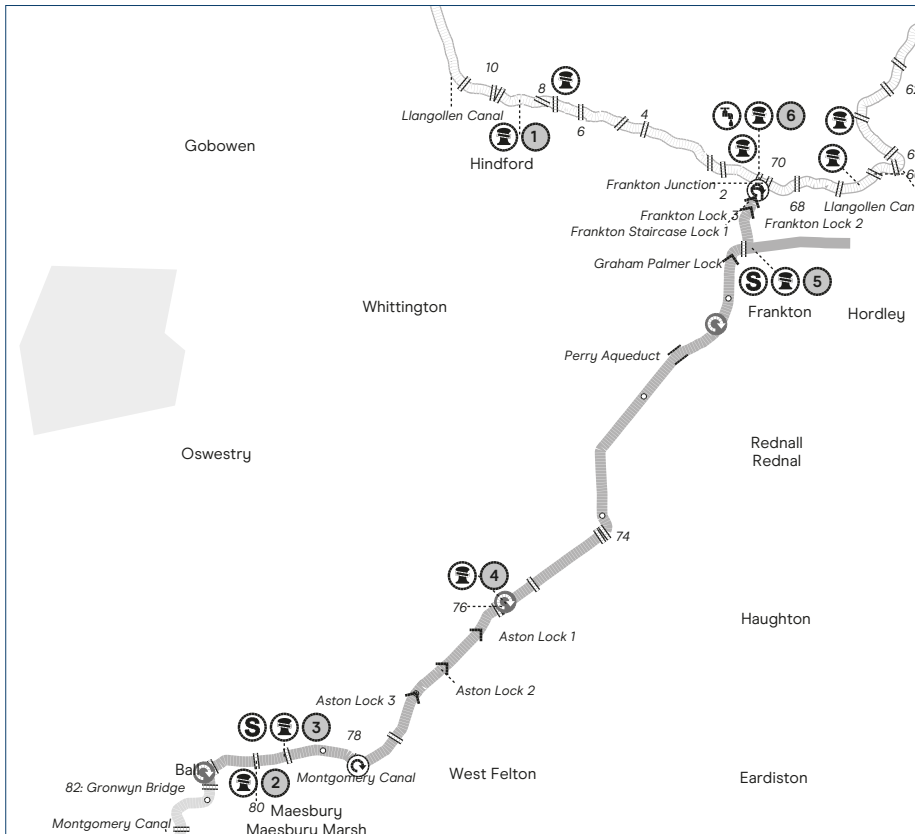 10
8
62
Llangollen Canal
6
4
6
Gobowen
1
Hindford
70
6
Frankton Junction
2
68
Llangollen Can
Frankton Lock 3
Frankton Lock 2
Frankton Staircase Lock 1
Graham Palmer Lock
S
5
Whittington
Frankton
Hordley
Perry Aqueduct
Oswestry
Rednall
Rednal
74
4
76
Haughton
Aston Lock 1
Aston Lock 2
Aston Lock 3
S
3
78
Ball
Montgomery Canal
West Felton
Eardiston
82: Gronwyn Bridge
2
80
Maesbury
Maesbury Marsh
Montgomery Canal